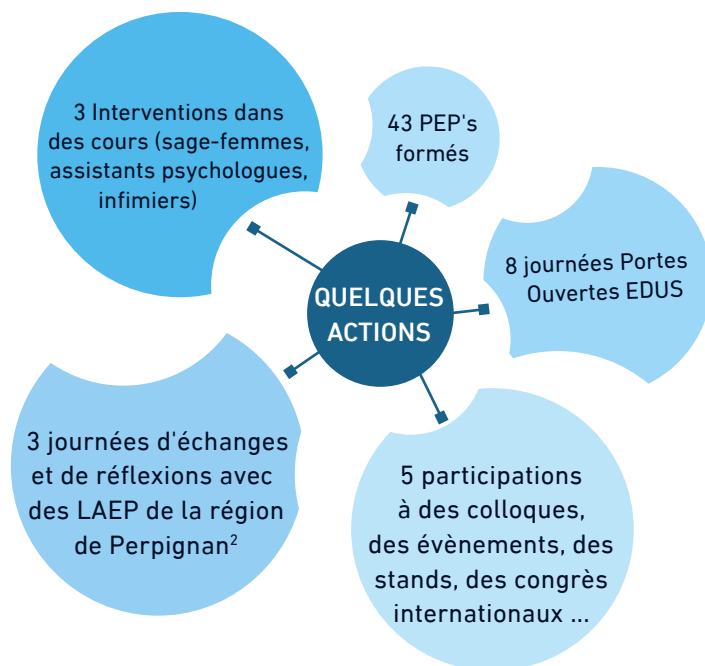 3 Interventions dans
des cours (sage-femmes,
assistants psychologues,
infimiers)
43 PEP's
formés
8 journées Portes
Ouvertes EDUS
QUELQUES
ACTIONS
3 journées d'échanges
et de réflexions avec
des LAEP de la région
de Perpignan²
5 participations
à des colloques,
des évènements, des
stands, des congrès
internationaux ...